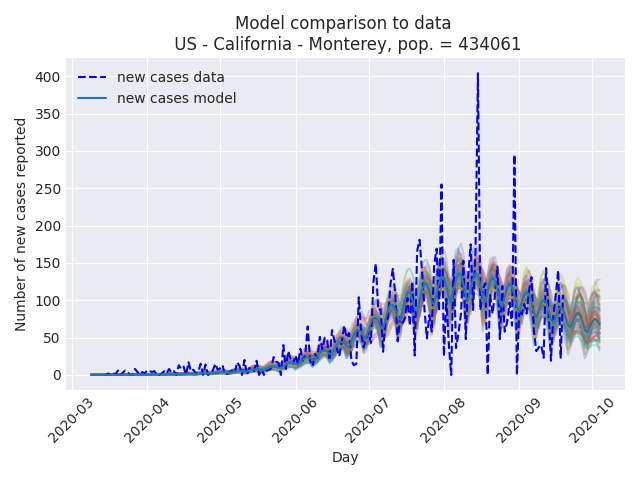 Model comparison to data
US - California - Monterey, pop. = 434061
new cases data
new cases model
Number of new cases reported
400
350
300
250
200
150
100
50
0
2020-03
2020-04
2020-05
2020-06
2020-07
2020-08
2020-09
2020-10
Day